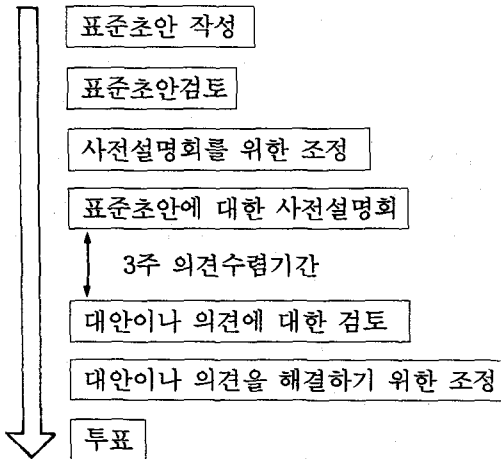 표준초안 작성
표준초안검토
사전설명회를 위한 조정
표준초안에 대한 사전설명회
3주 의견수렴기간
대안이나 의견에 대한 검토
대안이나 의견을 해결하기 위한 조정
투표